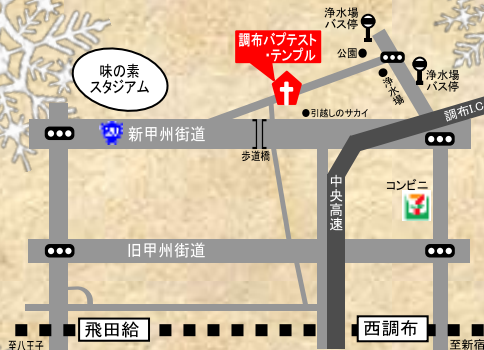 浄水場
バス停
調布バプテスト
・テンプル
公園●
味の素
スタジアム
浄水場
バス停
浄水場
●引越しのサカイ
調布I.C
新甲州街道
歩道橋
中央高速
コンビニ
7
旧甲州街道
飛田給
西調布
至八王子
至新宿